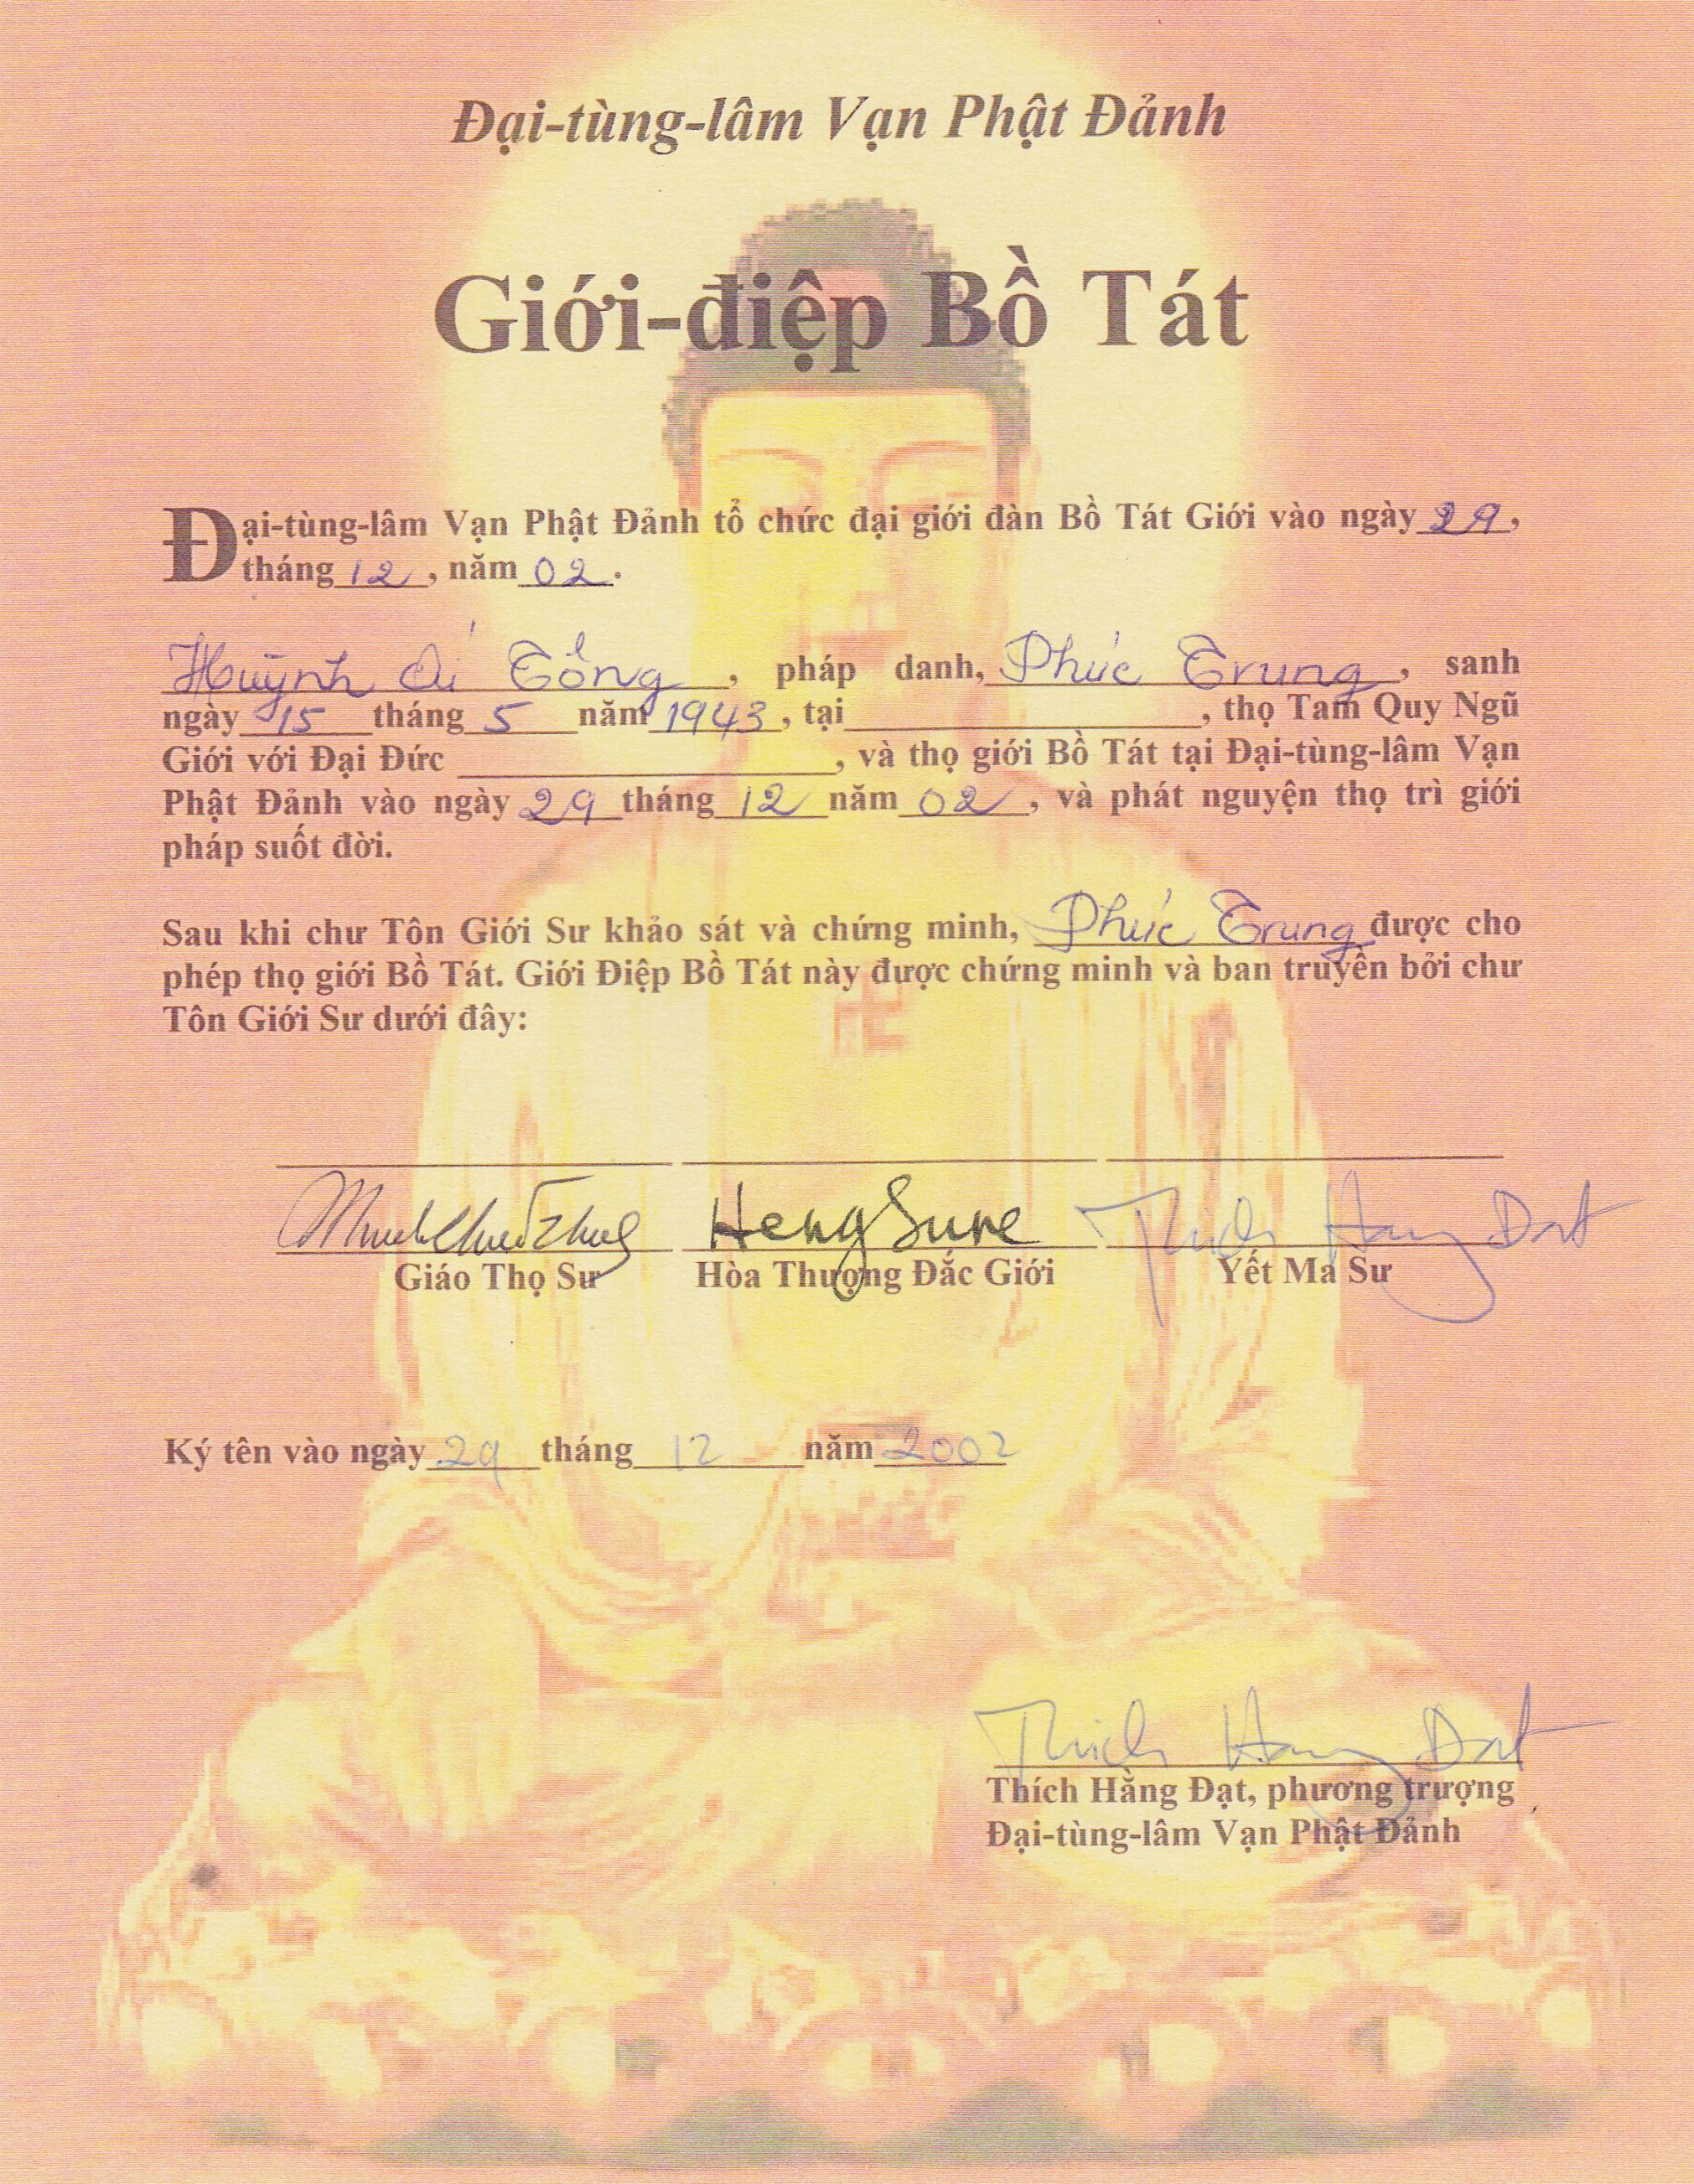 Đại-tùng-lâm Vạn Phật Đảnh
Giới-điệp Bồ Tát
Đại-tùng-lâm Vạn Phật Đảnh tổ chức đại giới đàn Bồ Tát Giới vào ngày 29,
tháng 12, năm 02.
Huỳnh Ái Tông, pháp danh, Phúc Trung, sanh
ngày 15 tháng 5 năm 1943, tại, thọ Tam Quy Ngũ
Giới với Đại Đức, và thọ giới Bồ Tát tại Đại-tùng-lâm Vạn
Phật Đảnh vào ngày 29 tháng 12 năm 02, và phát nguyện thọ trì giới
pháp suốt đời.
Sau khi chư Tôn Giới Sư khảo sát và chứng minh, Phúc Trung được cho
phép thọ giới Bồ Tát. Giới Điệp Bồ Tát này được chứng minh và ban truyền bởi chư
Tôn Giới Sư dưới đây:
Heng Sure Thich Hang Dat
Giáo Thọ Sư Hòa Thượng Đắc Giới Yết Ma Sư
Ký tên vào ngày 29 tháng 12 năm 2002
Thich Hang Dat
Thích Hằng Đạt, phương trượng
Đại-tùng-lâm Vạn Phật Đảnh